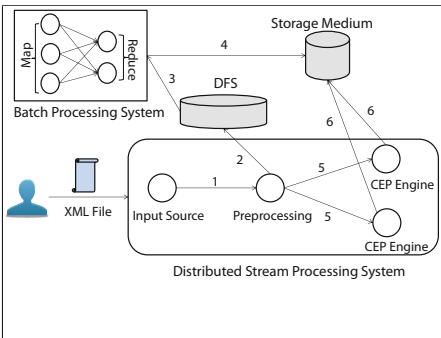 Storage Medium
4
Map
Reduce
3
DFS
Batch Processing System
6
6
2
5
1
CEP Engine
XML File
Input Source
Preprocessing
5
CEP Engine
Distributed Stream Processing System